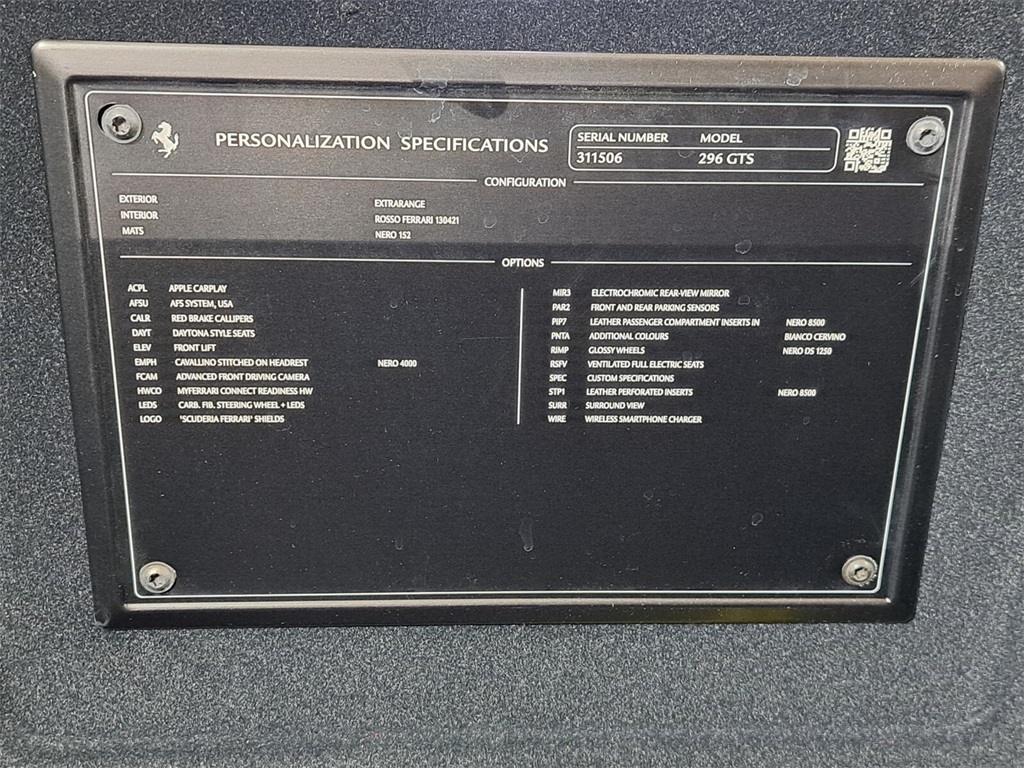 PERSONALIZATION SPECIFICATIONS
SERIAL NUMBER MODEL
311506 296 GTS
CONFIGURATION
EXTERIOR EXTRARANGE
INTERIOR ROSSO FERRARI 130421
MATS NERO 152
OPTIONS
ACPL APPLE CARPLAY
AFSU AFS SYSTEM, USA
CALR RED BRAKE CALLIPERS
DAYT DAYTONA STYLE SEATS
ELEV FRONT LIFT
EMPH CAVALLINO STITCHED ON HEADREST NERO 4000
FCAM ADVANCED FRONT DRIVING CAMERA
HWCO MYFERRARI CONNECT READINESS HW
LEDS CARB. FIB. STEERING WHEEL + LEDS
LOGO "SCUDERIA FERRARI" SHIELDS
MIR3 ELECTROCHROMIC REAR-VIEW MIRROR
PAR2 FRONT AND REAR PARKING SENSORS
PIP7 LEATHER PASSENGER COMPARTMENT INSERTS IN NERO 8500
PNTA ADDITIONAL COLOURS BIANCO CERVINO
RIMP GLOSSY WHEELS NERO DS 1250
RSFV VENTILATED FULL ELECTRIC SEATS
SPEC CUSTOM SPECIFICATIONS
STP1 LEATHER PERFORATED INSERTS NERO 8500
SURR SURROUND VIEW
WIRE WIRELESS SMARTPHONE CHARGER